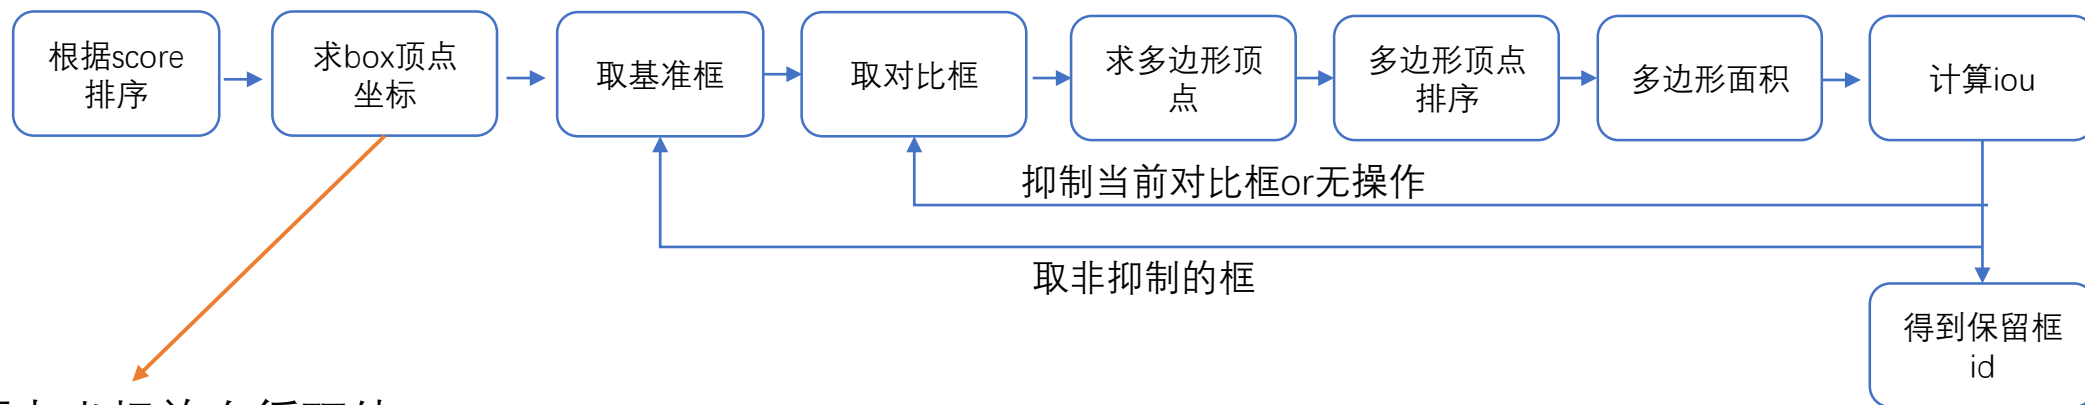 根据score
排序
求box顶点
坐标
取基准框
取对比框
求多边形顶
点
多边形顶点
排序
多边形面积
计算iou
抑制当前对比框or无操作
取非抑制的框
得到保留框
id